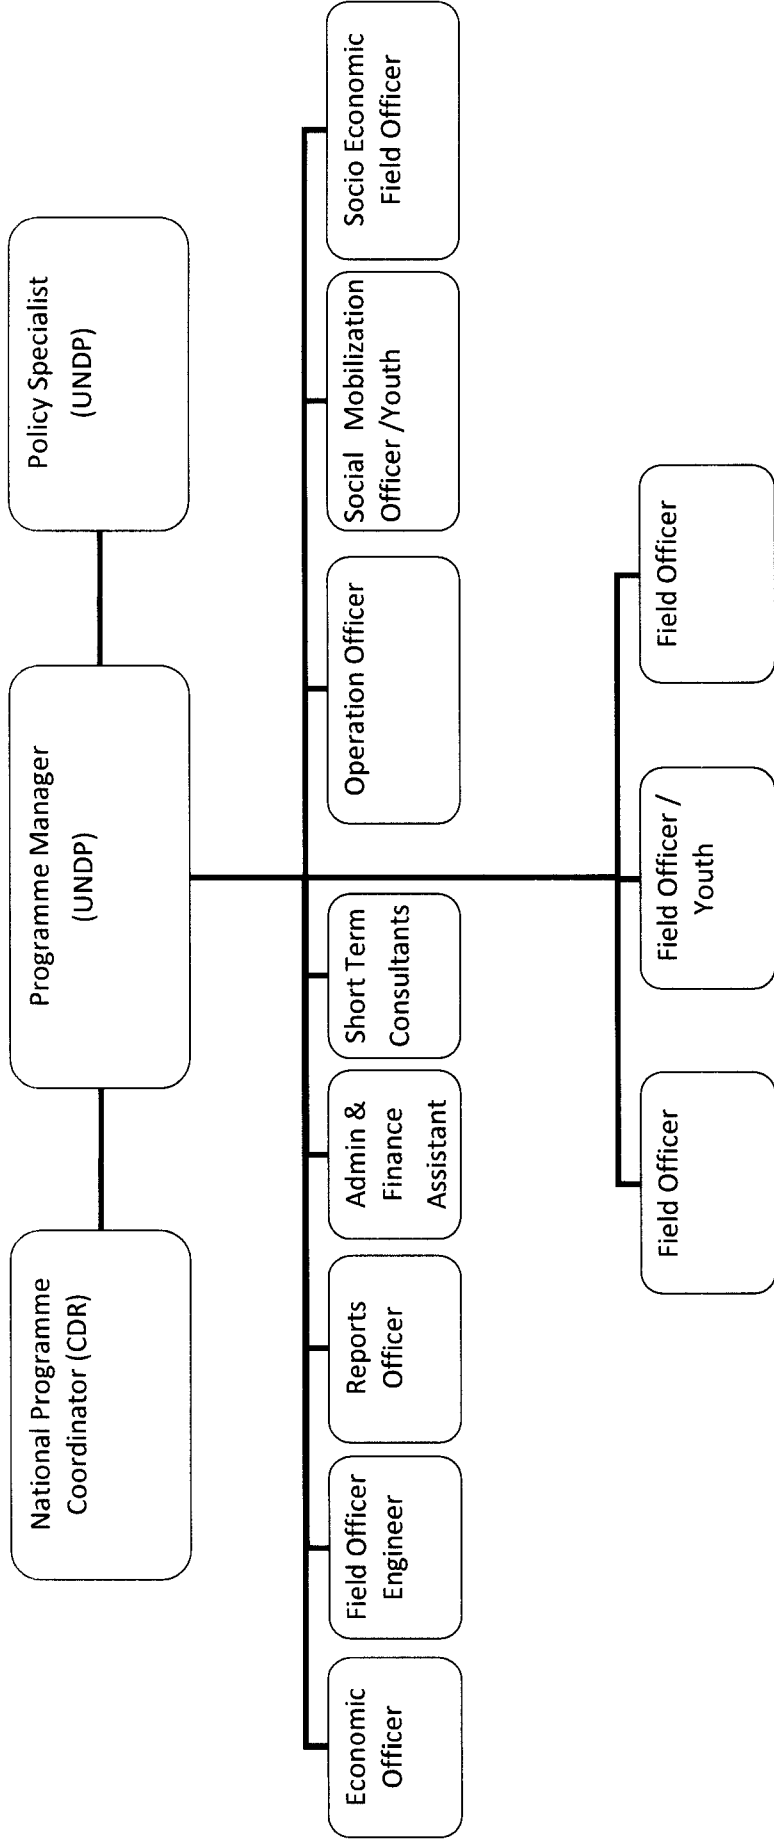 National Programme
Coordinator (CDR)
Programme Manager
(UNDP)
Policy Specialist
(UNDP)
Economic
Officer
Field Officer
Engineer
Reports
Officer
Admin &
Finance
Assistant
Short Term
Consultants
Operation Officer
Social Mobilization
Officer /Youth
Socio Economic
Field Officer
Field Officer
Field Officer /
Youth
Field Officer